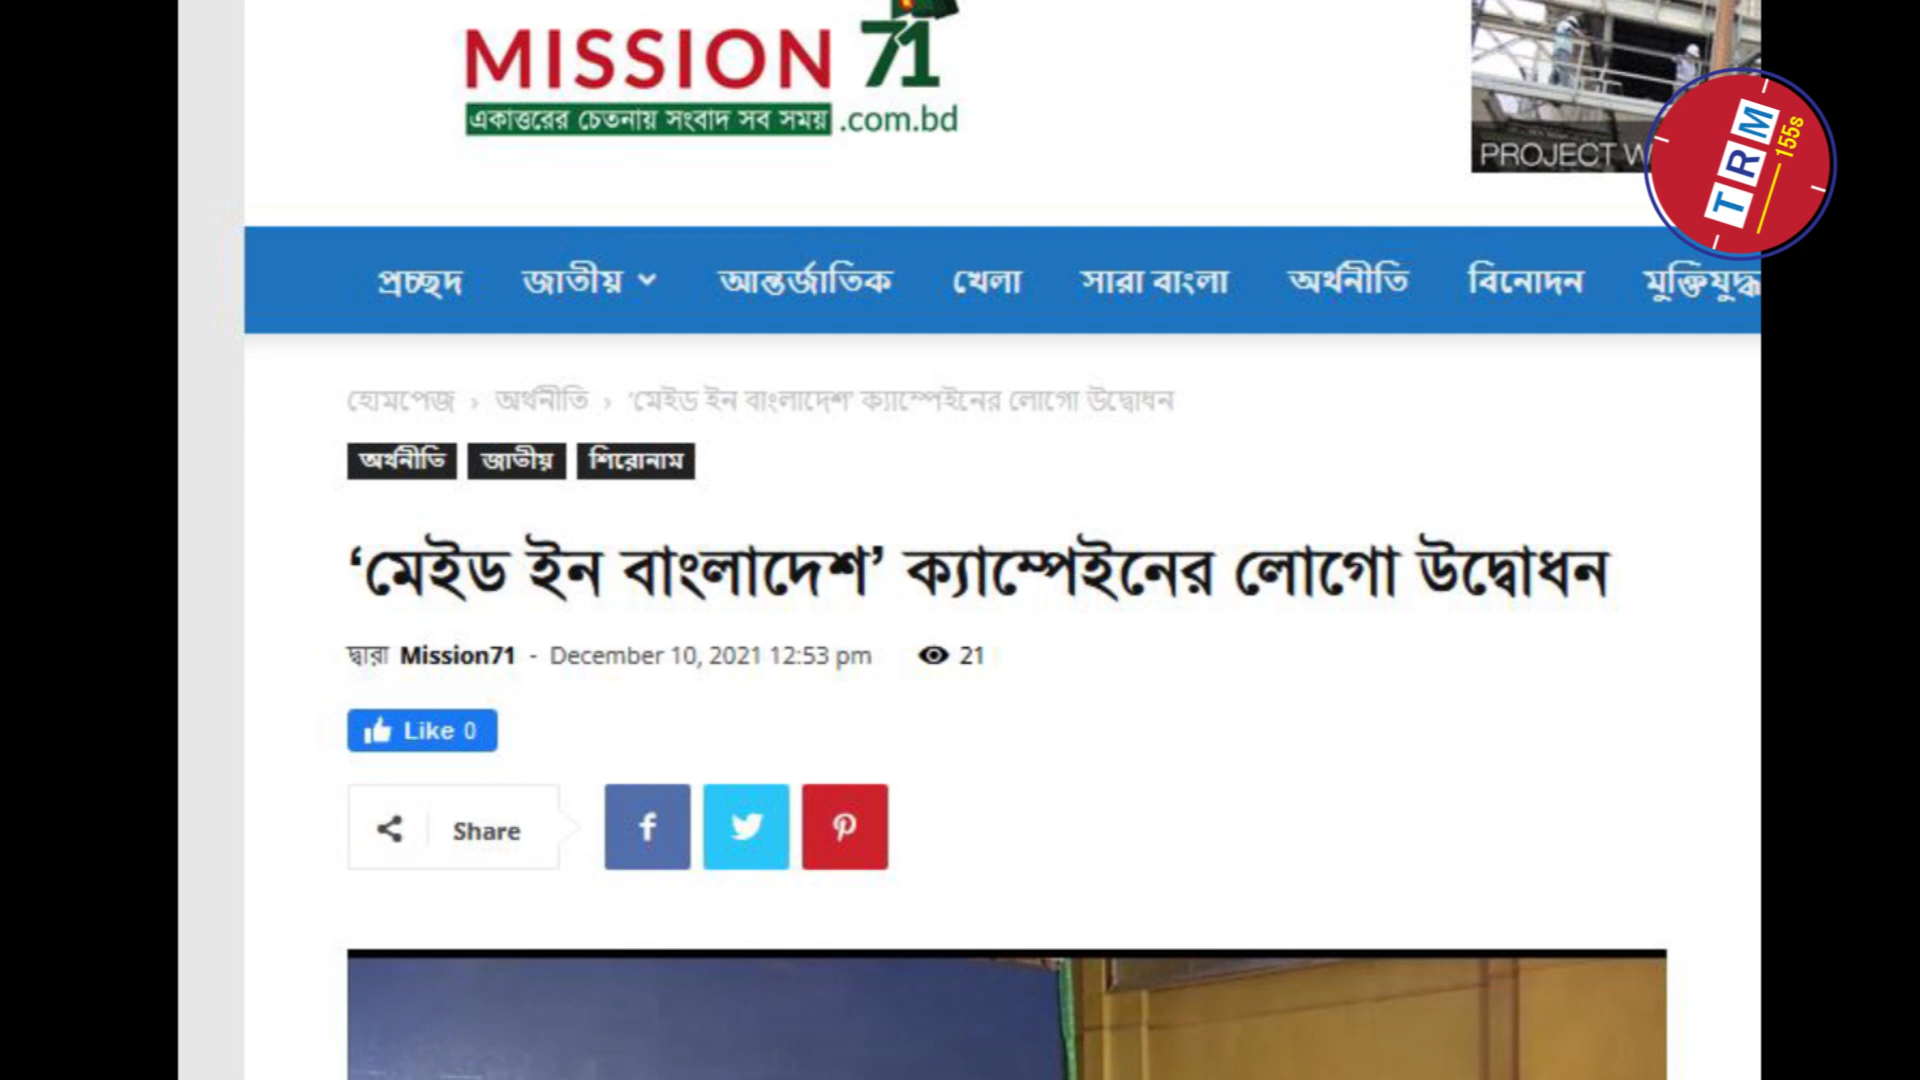 MISSION 71
একাত্তরের চেতনায় সংবাদ সব সময় .com.bd
PROJECT
TRM
155s
প্রচ্ছদ জাতীয় আন্তর্জাতিক খেলা সারা বাংলা অর্থনীতি বিনোদন মুক্তিযুদ্ধ
হোমপেজ › অর্থনীতি › ‘মেইড ইন বাংলাদেশ’ ক্যাম্পেইনের লোগো উদ্বোধন
অর্থনীতি জাতীয় শিরোনাম
‘মেইড ইন বাংলাদেশ’ ক্যাম্পেইনের লোগো উদ্বোধন
দ্বারা Mission71 - December 10, 2021 12:53 pm 21
Like 0
Share